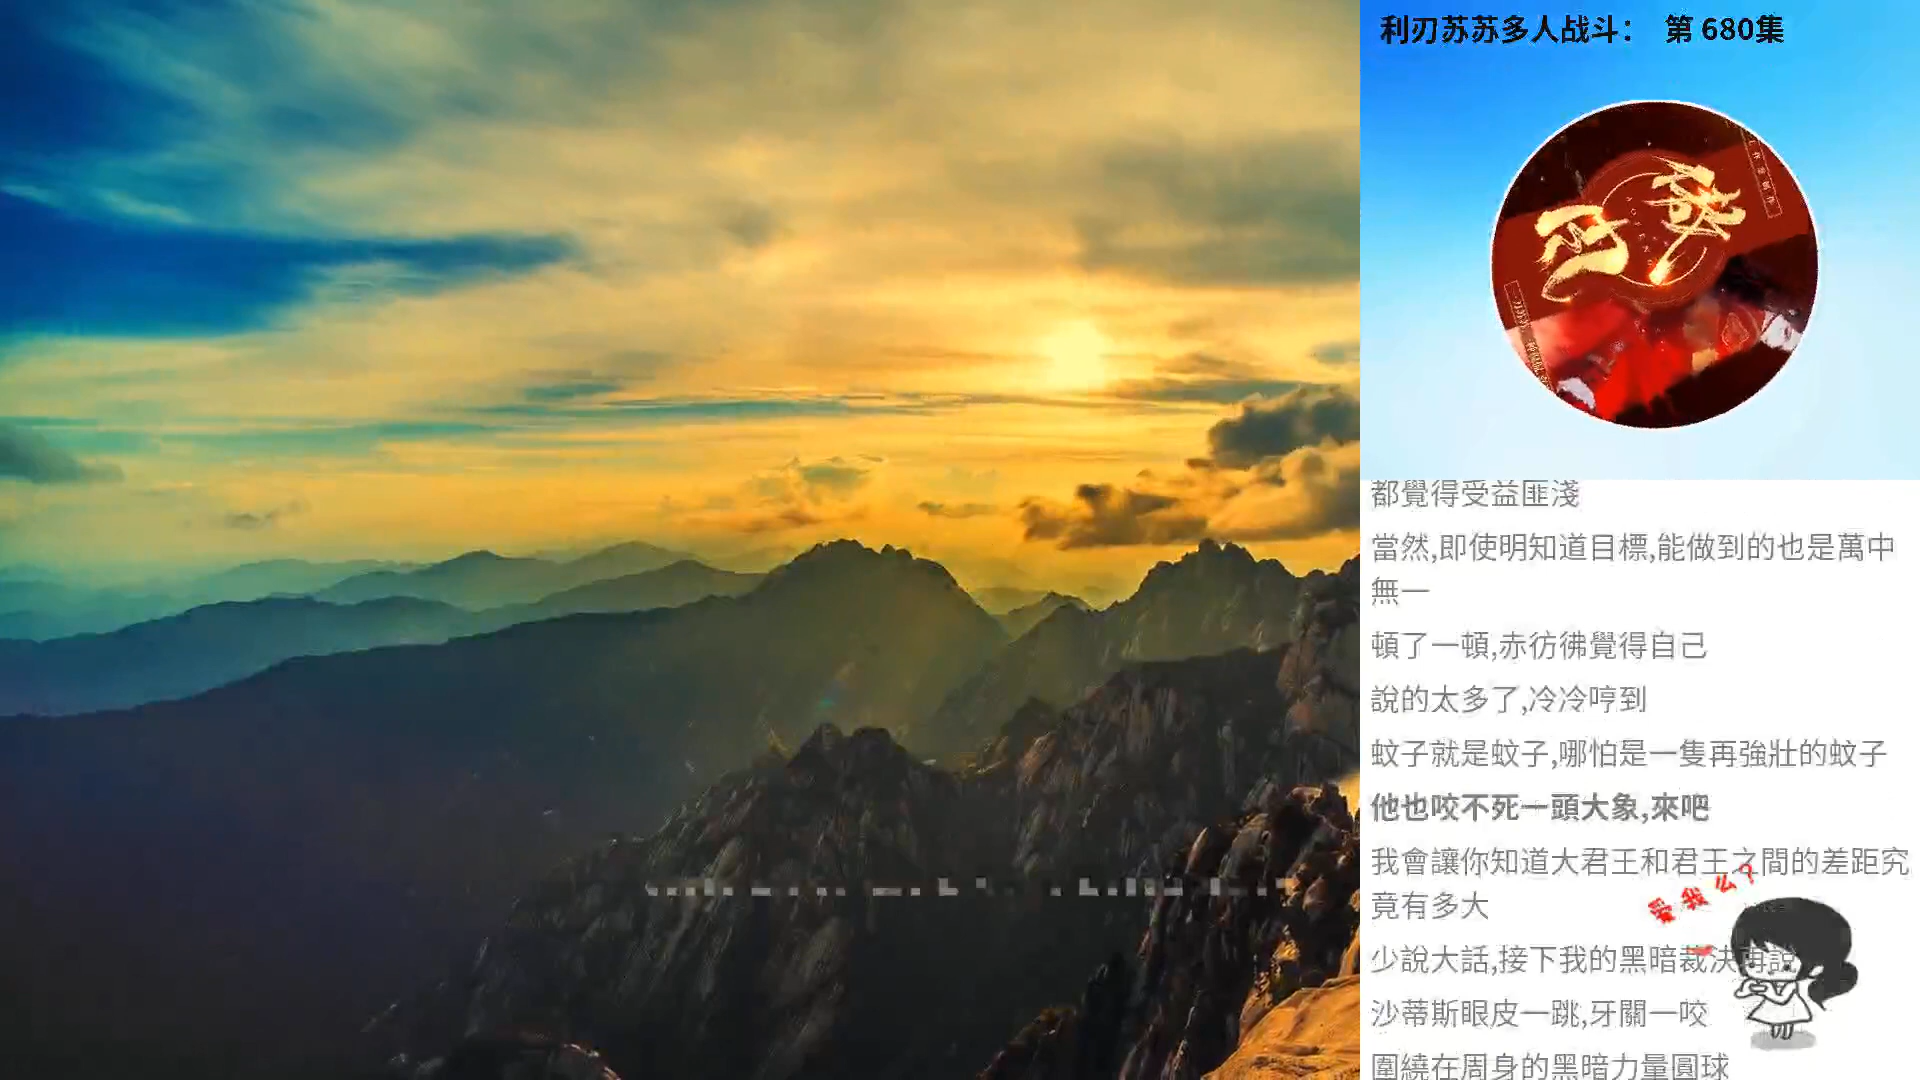 利刃苏苏多人战斗： 第 680集
都覺得受益匪淺
當然,即使明知道目標,能做到的也是萬中
無一
頓了一頓,赤彷彿覺得自己
說的太多了,冷冷哼到
蚊子就是蚊子,哪怕是一隻再強壯的蚊子
他也咬不死一頭大象,來吧
我會讓你知道大君王和君王之間的差距究
竟有多大
爱我么?
少說大話,接下我的黑暗裁決再說
沙蒂斯眼皮一跳,牙關一咬
圍繞在周身的黑暗力量圓球